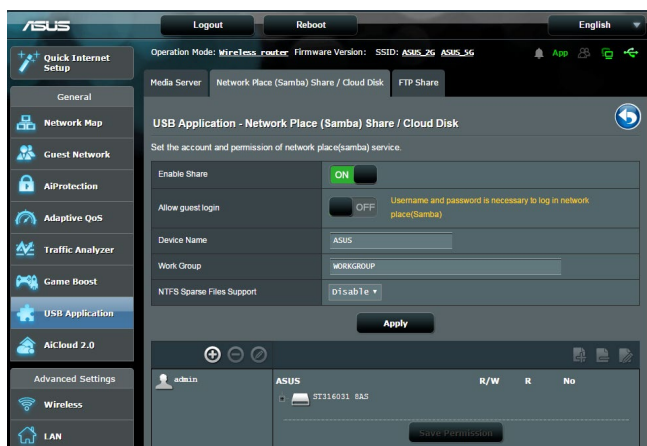 ASUS
Logout
Reboot
English
Quick Internet
Setup
Operation Mode: Wireless router Firmware Version: SSID: ASUS_2G ASUS_5G
App
Media Server
Network Place (Samba) Share / Cloud Disk
FTP Share
General
Network Map
Guest Network
AiProtection
Adaptive QoS
Traffic Analyzer
Game Boost
USB Application
AiCloud 2.0
Advanced Settings
Wireless
LAN
USB Application - Network Place (Samba) Share / Cloud Disk
Set the account and permission of network place(samba) service.
Enable Share
ON
Allow guest login
OFF
Username and password is necessary to log in network
place(Samba)
Device Name
ASUS
Work Group
WORKGROUP
NTFS Sparse Files Support
Disable
Apply
admin
ASUS
R/W
R
No
ST316031 8AS
Save Permission